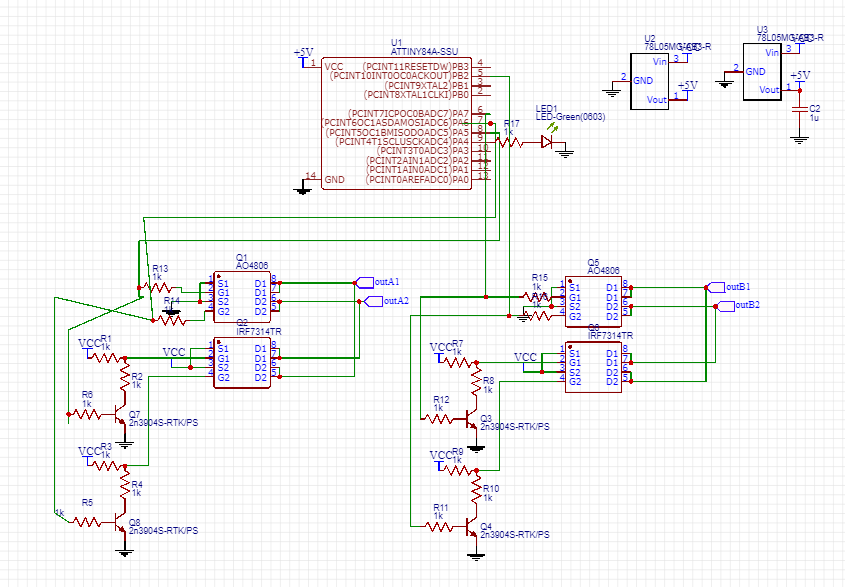 U1
ATTINY84A-SSU
+5V
1 VCC
14 GND
(PCINT11RESETDW)PB3 4
(PCINT10INT0OC0ACKOUT)PB2 5
(PCINT9XTAL2)PB1 3
(PCINT8XTAL1CLKI)PB0 2
(PCINT7ICPOC0BADC7)PA7 6
(PCINT6OC1ASDAMOSIADC6)PA6 7
(PCINT5OC1BMISODOADC5)PA5 8
(PCINT4T1SCLUSCKADC4)PA4 9
(PCINT3T0ADC3)PA3 10
(PCINT2AIN1ADC2)PA2 11
(PCINT1AIN0ADC1)PA1 12
(PCINT0AREFADC0)PA0 13
R17
1k
LED1
LED-Green(0603)
U2
Vin 3
2 GND
Vout 1
+5V
U3
Vin 3
2 GND
Vout 1
+5V
C2
1u
R13
1k
R14
1k
Q1
AO4806
1 S1 D1 8
2 G1 D1 7
3 S2 D2 6
4 G2 D2 5
outA1
outA2
Q2
IRF7314TR
1 S1 D1 8
2 G1 D1 7
3 S2 D2 6
4 G2 D2 5
VCC
VCC
R1
1k
R2
1k
R6
1k
Q7
2n3904S-RTK/PS
VCC
R3
1k
R4
1k
R5
1k
Q8
2n3904S-RTK/PS
R15
1k
Q5
AO4806
1 S1 D1 8
2 G1 D1 7
3 S2 D2 6
4 G2 D2 5
outB1
outB2
IRF7314TR
1 S1 D1 8
2 G1 D1 7
3 S2 D2 6
4 G2 D2 5
VCC
VCC
R7
1k
R8
1k
R12
1k
Q3
2n3904S-RTK/PS
VCC
R9
1k
R10
1k
R11
1k
Q4
2n3904S-RTK/PS